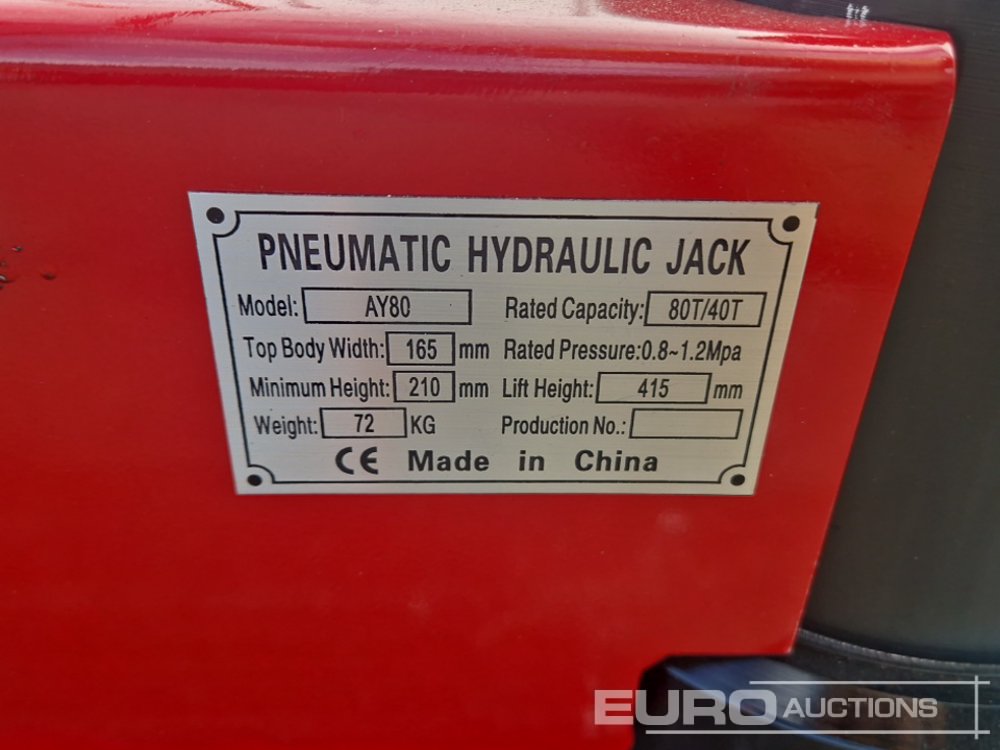 PNEUMATIC HYDRAULIC JACK
Model: AY80 Rated Capacity: 80T/40T
Top Body Width: 165 mm Rated Pressure:0.8~1.2Mpa
Minimum Height: 210 mm Lift Height: 415 mm
Weight: 72 KG Production No.:
CE Made in China
EURO AUCTIONS